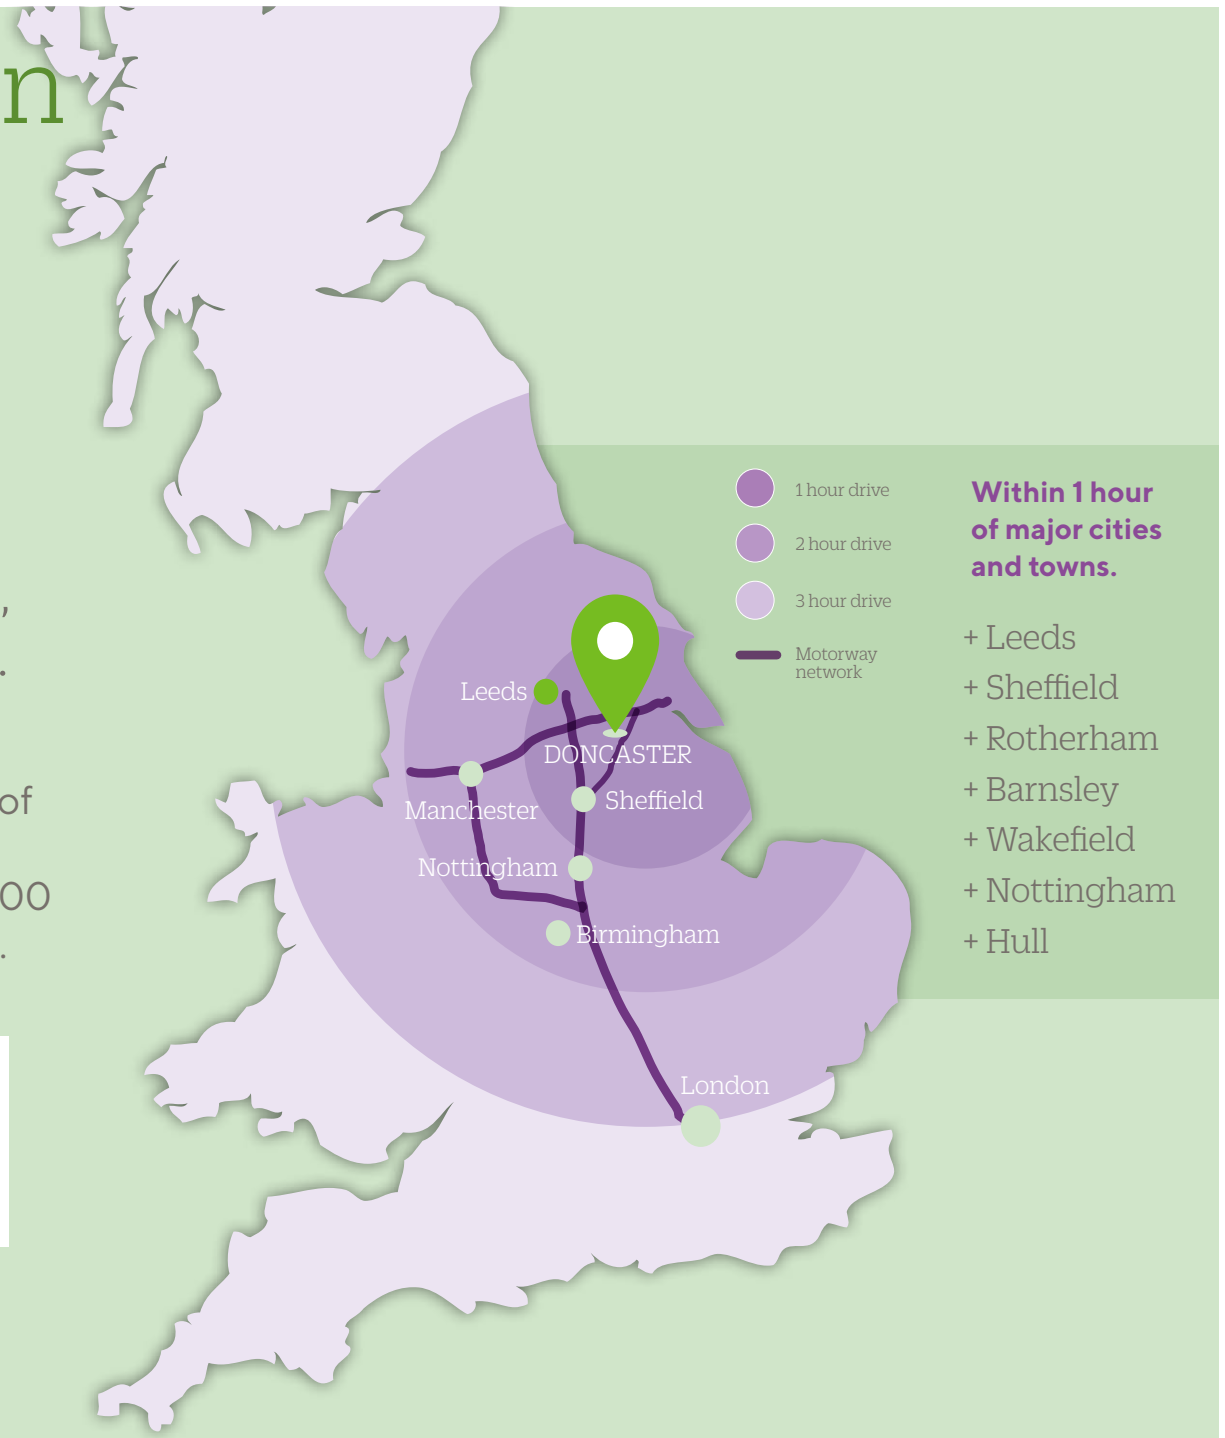 n
,
.
of
00
.
1 hour drive
2 hour drive
3 hour drive
Motorway
network
Within 1 hour
of major cities
and towns.
+ Leeds
+ Sheffield
+ Rotherham
+ Barnsley
+ Wakefield
+ Nottingham
+ Hull
Leeds
DONCASTER
Manchester
Sheffield
Nottingham
Birmingham
London